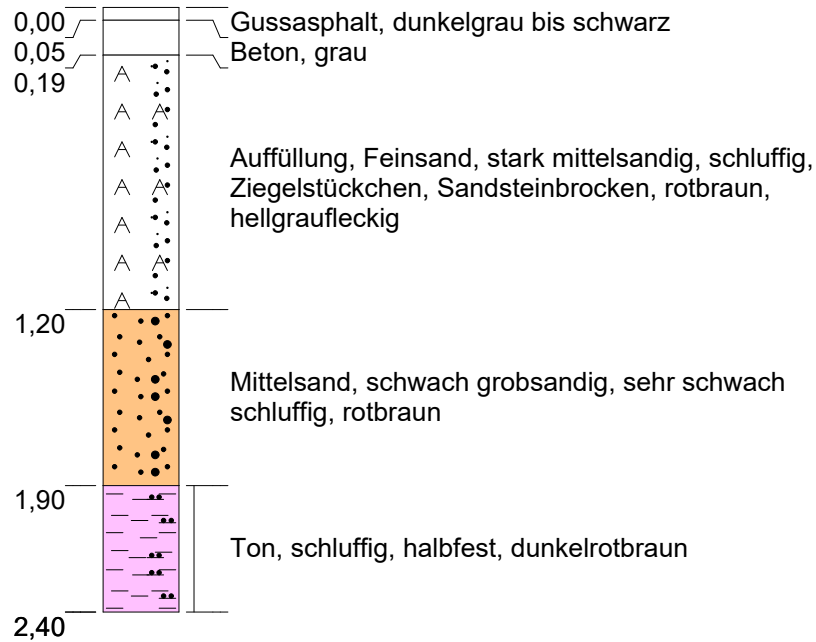 0,00 Gussasphalt, dunkelgrau bis schwarz
0,05 Beton, grau
0,19
Auffüllung, Feinsand, stark mittelsandig, schluffig,
Ziegelstückchen, Sandsteinbrocken, rotbraun,
hellgraufleckig
1,20
Mittelsand, schwach grobsandig, sehr schwach
schluffig, rotbraun
1,90
Ton, schluffig, halbfest, dunkelrotbraun
2,40